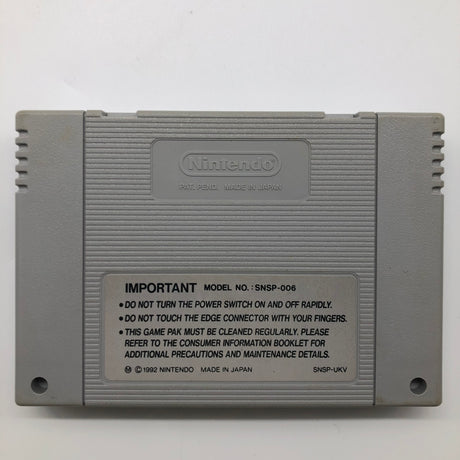 Nintendo
PAT. PEND. MADE IN JAPAN
IMPORTANT MODEL NO. : SNSP-006
• DO NOT TURN THE POWER SWITCH ON AND OFF RAPIDLY.
• DO NOT TOUCH THE EDGE CONNECTOR WITH YOUR FINGERS.
• THIS GAME PAK MUST BE CLEANED REGULARLY. PLEASE
REFER TO THE CONSUMER INFORMATION BOOKLET FOR
ADDITIONAL PRECAUTIONS AND MAINTENANCE DETAILS.
Ⓜ © 1992 NINTENDO MADE IN JAPAN SNSP-UKV